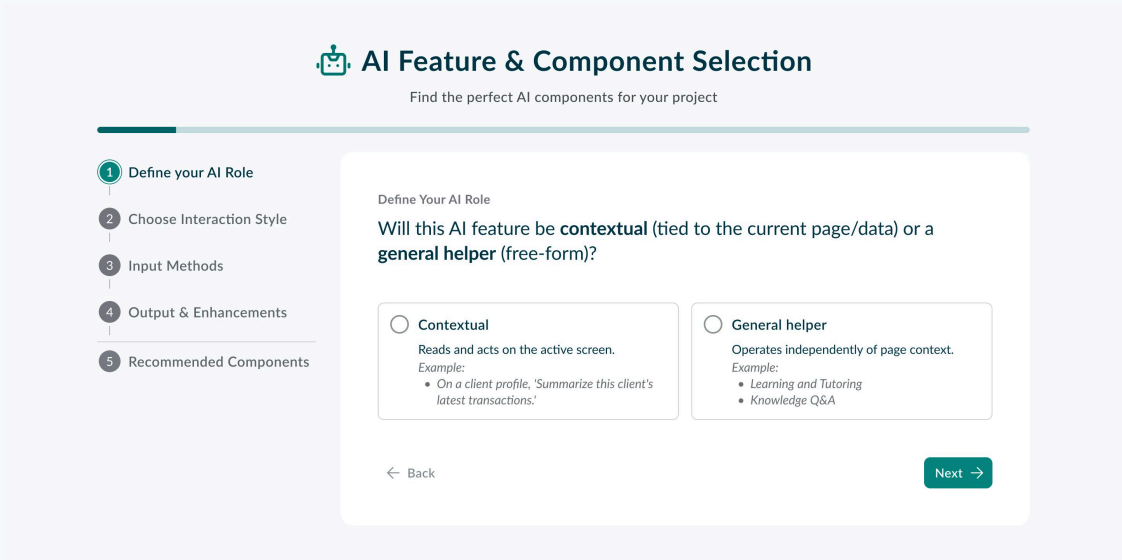 AI Feature & Component Selection
Find the perfect AI components for your project
1 Define your AI Role
2 Choose Interaction Style
3 Input Methods
4 Output & Enhancements
5 Recommended Components
Define Your AI Role
Will this AI feature be contextual (tied to the current page/data) or a
general helper (free-form)?
Contextual
Reads and acts on the active screen.
Example:
• On a client profile, 'Summarize this client's
latest transactions.'
General helper
Operates independently of page context.
Example:
• Learning and Tutoring
• Knowledge Q&A
← Back
Next →